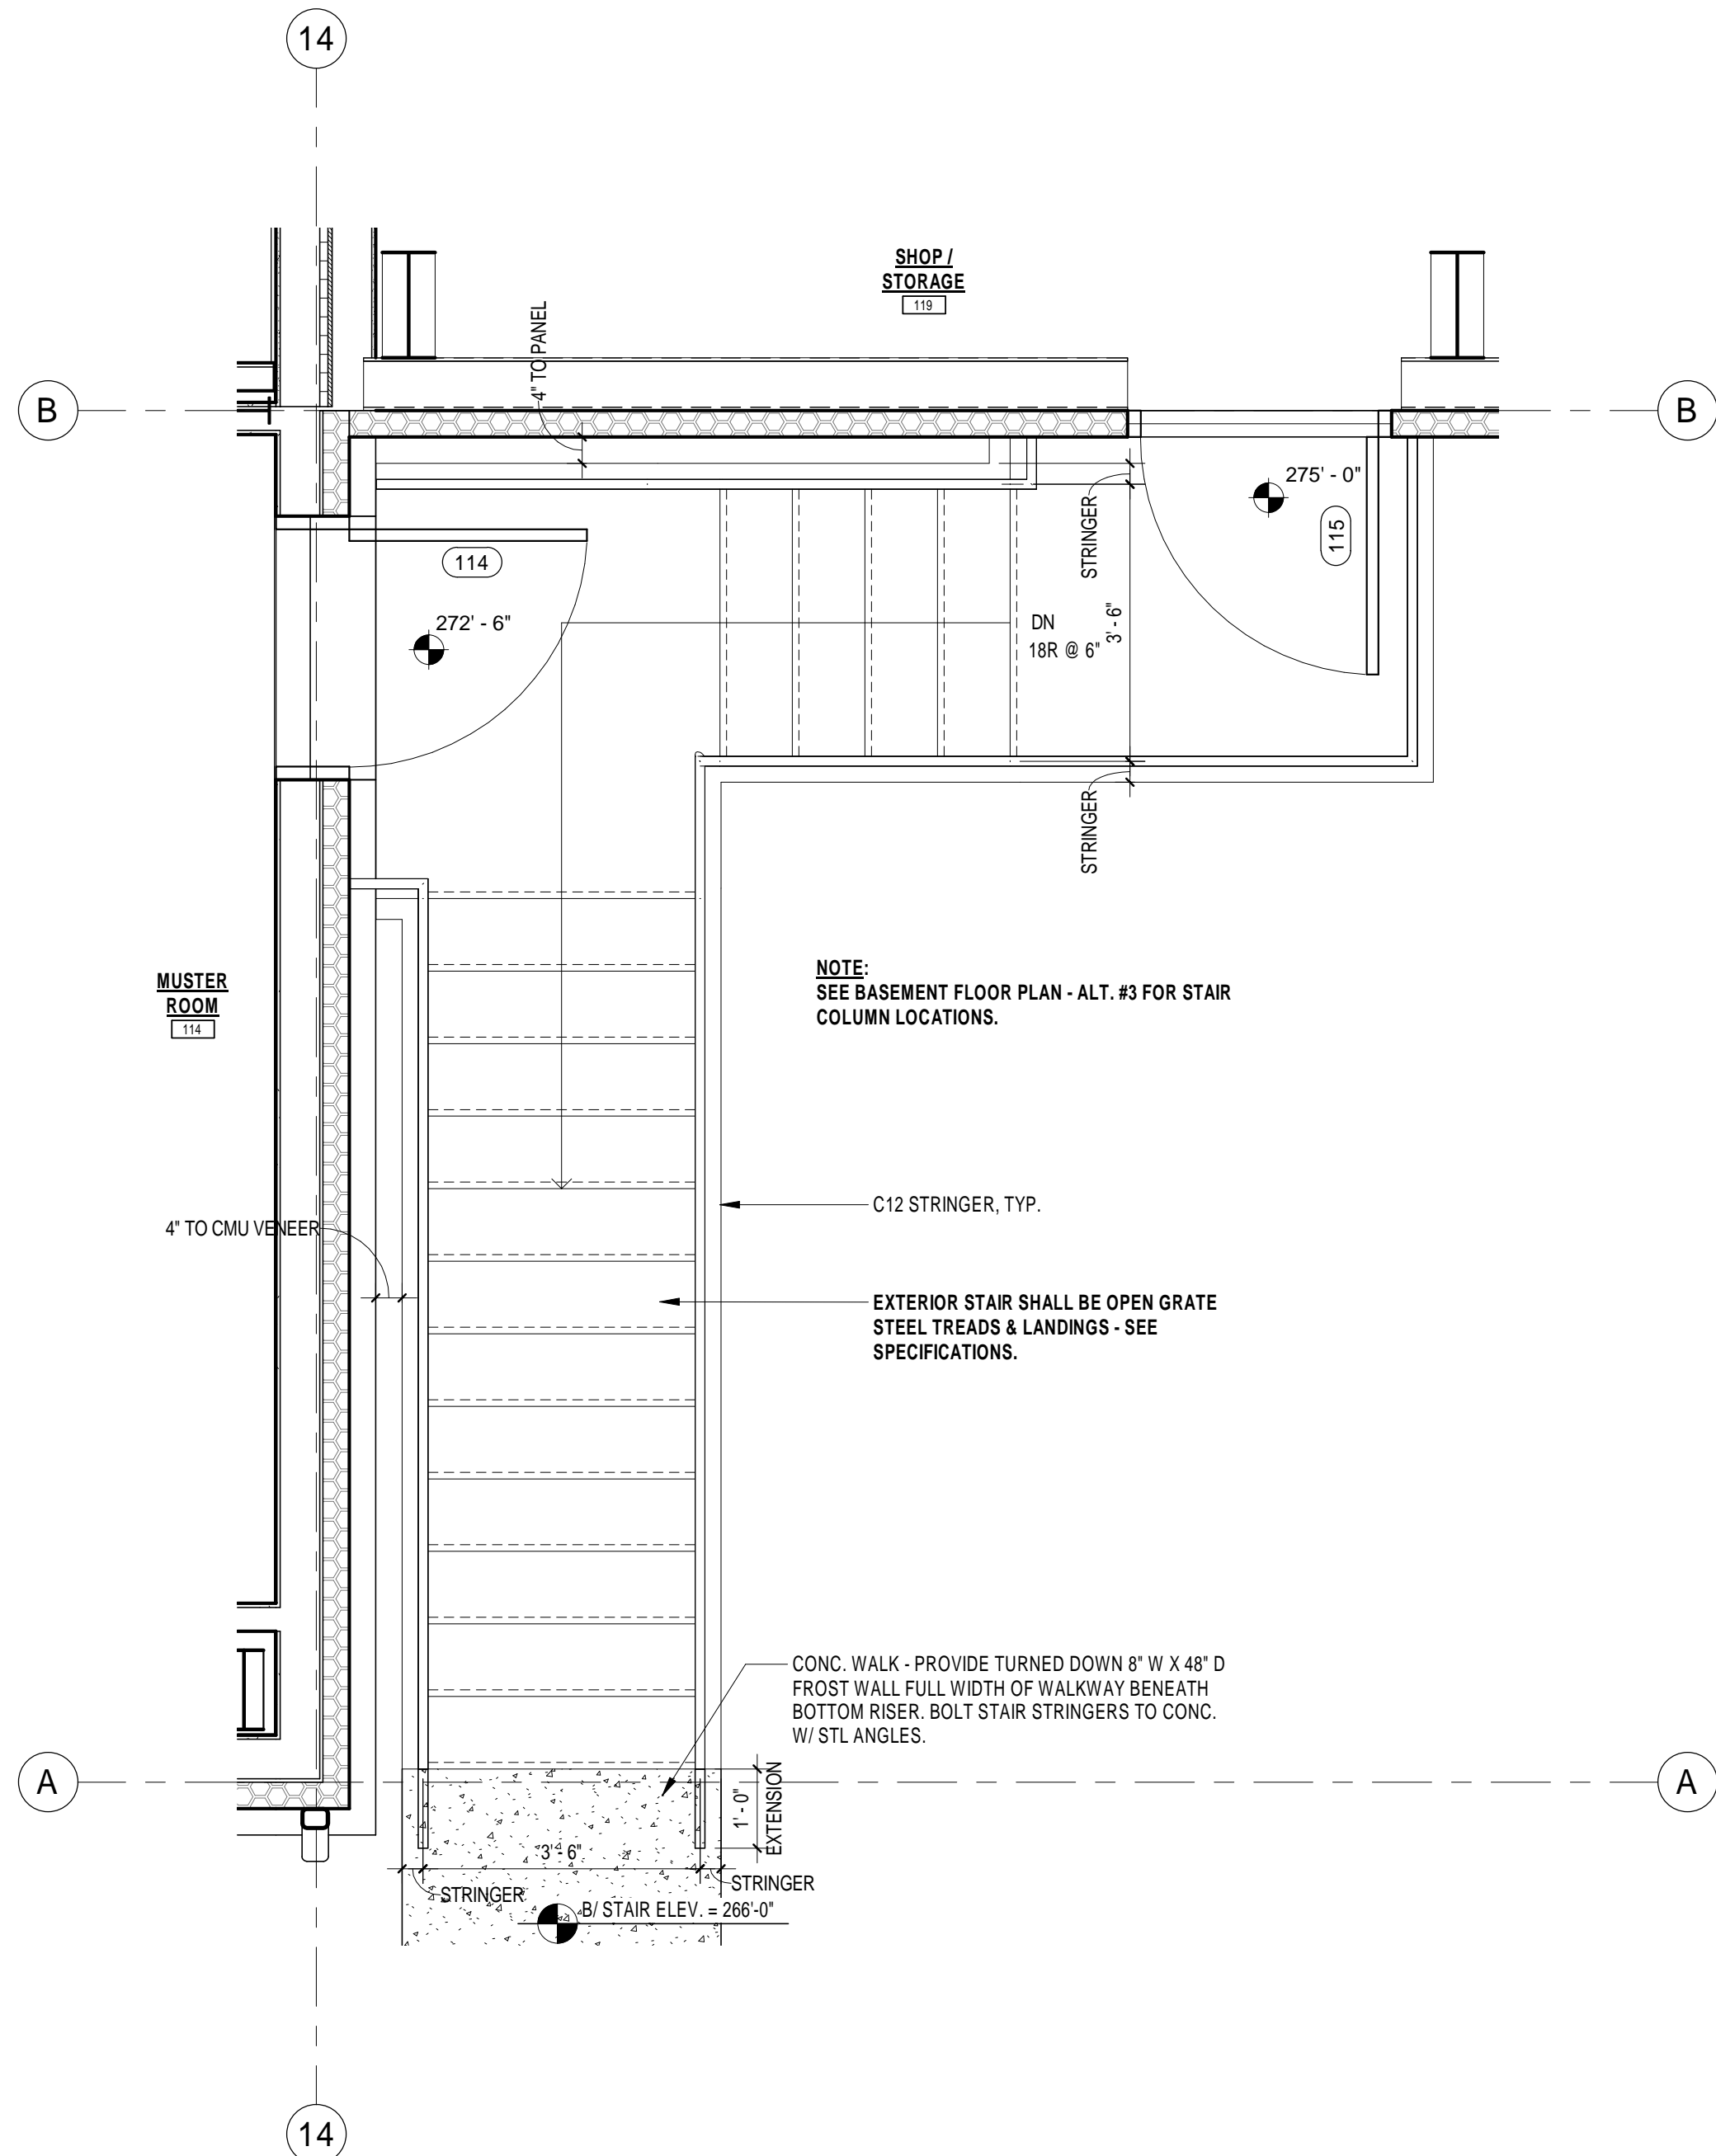 14
SHOP /
STORAGE
119
4" TO PANEL
B
B
275' - 0"
115
STRINGER
114
272' - 6"
DN
18R @ 6"
3' - 6"
STRINGER
MUSTER
ROOM
114
NOTE:
SEE BASEMENT FLOOR PLAN - ALT. #3 FOR STAIR
COLUMN LOCATIONS.
C12 STRINGER, TYP.
4" TO CMU VENEER
EXTERIOR STAIR SHALL BE OPEN GRATE
STEEL TREADS & LANDINGS - SEE
SPECIFICATIONS.
CONC. WALK - PROVIDE TURNED DOWN 8" W X 48" D
FROST WALL FULL WIDTH OF WALKWAY BENEATH
BOTTOM RISER. BOLT STAIR STRINGERS TO CONC.
W/ STL ANGLES.
A
A
1' - 0"
EXTENSION
3' - 6"
STRINGER
STRINGER
B/ STAIR ELEV. = 266'-0"
14